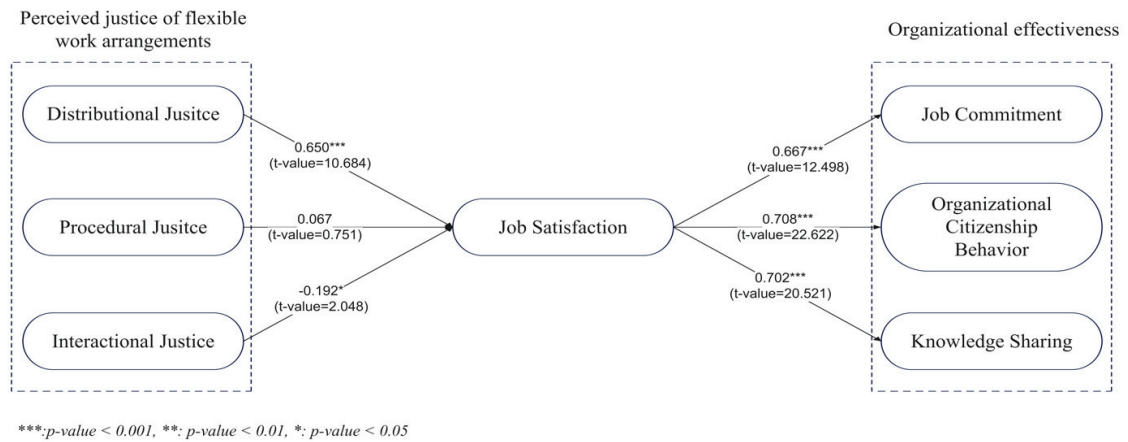 Perceived justice of flexible
work arrangements
Organizational effectiveness
Distributional Jusitce
Procedural Jusitce
Interactional Justice
0.650***
(t-value=10.684)
0.067
(t-value=0.751)
-0.192*
(t-value=2.048)
Job Satisfaction
0.667***
(t-value=12.498)
0.708***
(t-value=22.622)
0.702***
(t-value=20.521)
Job Commitment
Organizational
Citizenship
Behavior
Knowledge Sharing
***:p-value < 0.001, **: p-value < 0.01, *: p-value < 0.05